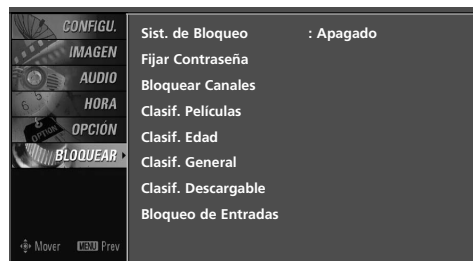 CONFIGU.
IMAGEN
AUDIO
HORA
OPCIÓN
BLOQUEAR
Mover MENU Prev
Sist. de Bloqueo : Apagado
Fijar Contraseña
Bloquear Canales
Clasif. Películas
Clasif. Edad
Clasif. General
Clasif. Descargable
Bloqueo de Entradas